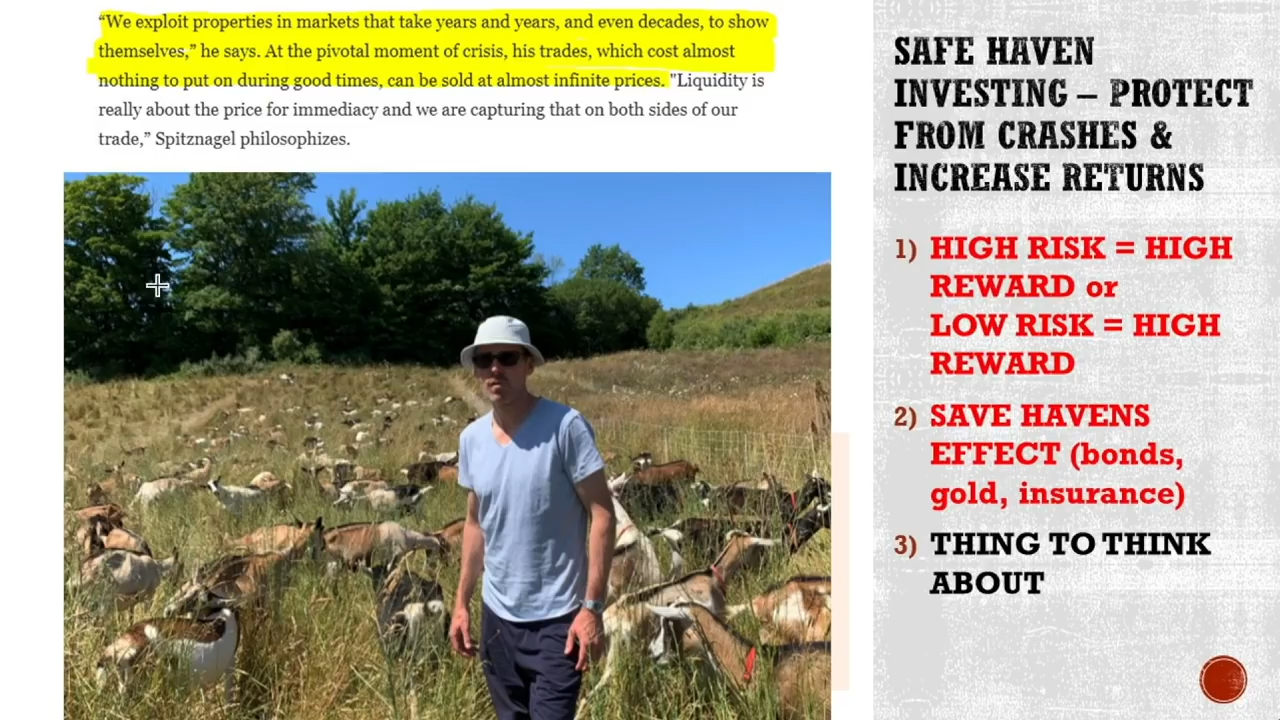 “We exploit properties in markets that take years and years, and even decades, to show
themselves,” he says. At the pivotal moment of crisis, his trades, which cost almost
nothing to put on during good times, can be sold at almost infinite prices. "Liquidity is
really about the price for immediacy and we are capturing that on both sides of our
trade,” Spitznagel philosophizes.
SAFE HAVEN
INVESTING – PROTECT
FROM CRASHES &
INCREASE RETURNS
1) HIGH RISK = HIGH
REWARD or
LOW RISK = HIGH
REWARD
2) SAVE HAVENS
EFFECT (bonds,
gold, insurance)
3) THING TO THINK
ABOUT